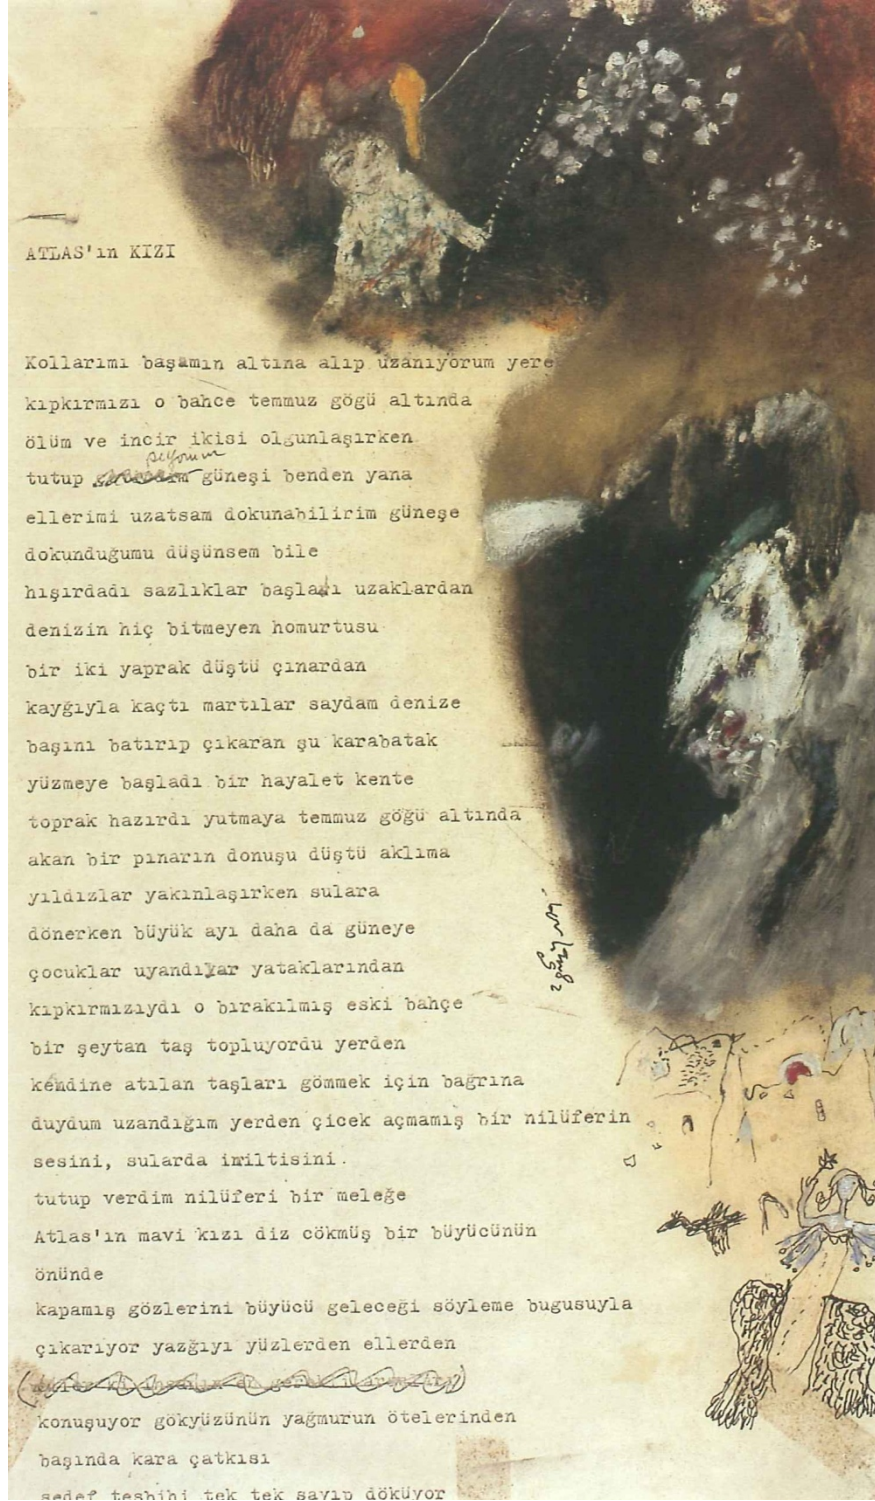 ATLAS'ın KIZI
Kollarımı başımın altına alıp uzanıyorum yere
kıpkırmızı o bahce temmuz gögü altında
ölüm ve incir ikisi olgunlaşırken
tutup güneşi benden yana
ellerimi uzatsam dokunabilirim güneşe
dokunduğumu düşünsem bile
hışırdadı sazlıklar başladı uzaklardan
denizin hiç bitmeyen homurtusu
bir iki yaprak düştü çınardan
kayğıyla kaçtı martılar saydam denize
başını batırıp çıkaran şu karabatak
yüzmeye başladı bir hayalet kente
toprak hazırdı yutmaya temmuz göğü altında
akan bir pınarın donuşu düştü aklıma
yıldızlar yakınlaşırken sulara
dönerken büyük ayı daha da güneye
çocuklar uyandılar yataklarından
kıpkırmızıydı o bırakılmış eski bahçe
bir şeytan taş topluyordu yerden
kendine atılan taşları gömmek için bağrına
duydum uzandığım yerden çicek açmamış bir nilüferin
sesini, sularda iniltisini.
tutup verdim nilüferi bir meleğe
Atlas'ın mavi kızı diz cökmüş bir büyücünün
önünde
kapamış gözlerini büyücü geleceği söyleme bugusuyla
çıkarıyor yazğıyı yüzlerden ellerden
konuşuyor gökyüzünün yağmurun ötelerinden
başında kara çatkısı
sedef tesbihi tek tek sayıp döküyor